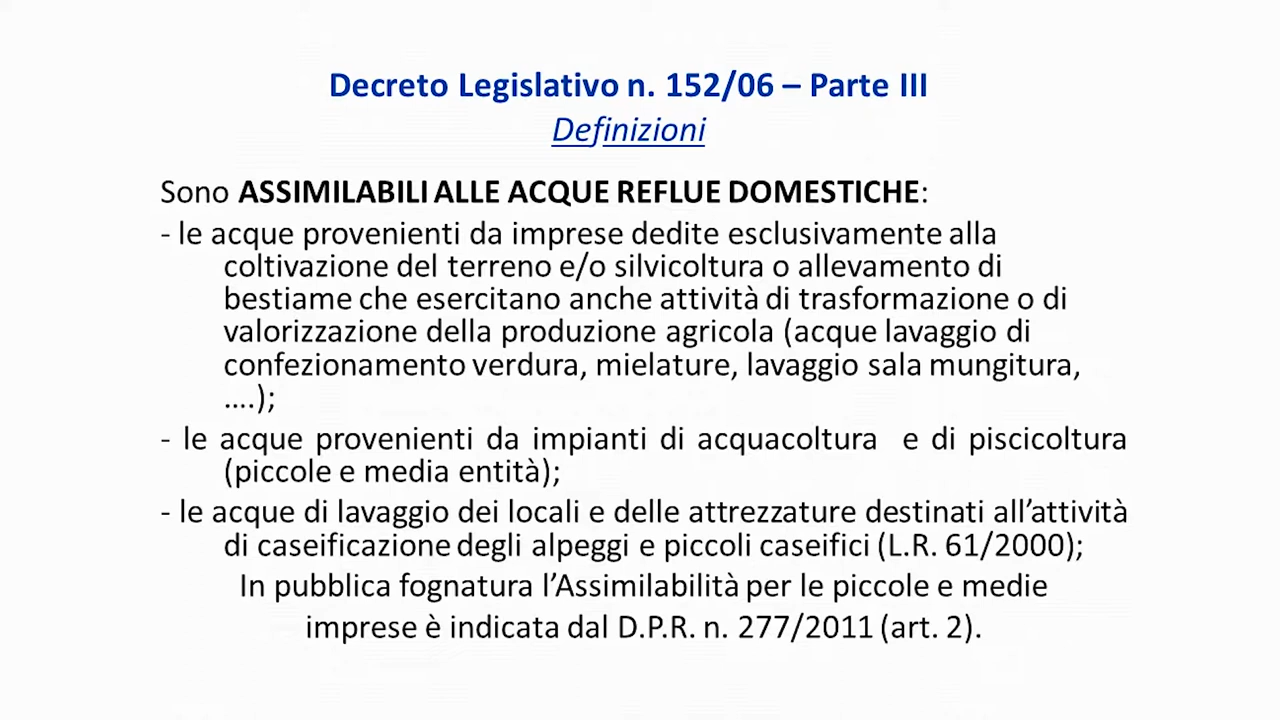 Decreto Legislativo n. 152/06 – Parte III
Definizioni
Sono ASSIMILABILI ALLE ACQUE REFLUE DOMESTICHE:
- le acque provenienti da imprese dedite esclusivamente alla
coltivazione del terreno e/o silvicoltura o allevamento di
bestiame che esercitano anche attività di trasformazione o di
valorizzazione della produzione agricola (acque lavaggio di
confezionamento verdura, mielature, lavaggio sala mungitura,
….);
- le acque provenienti da impianti di acquacoltura e di piscicoltura
(piccole e media entità);
- le acque di lavaggio dei locali e delle attrezzature destinati all’attività
di caseificazione degli alpeggi e piccoli caseifici (L.R. 61/2000);
In pubblica fognatura l’Assimilabilità per le piccole e medie
imprese è indicata dal D.P.R. n. 277/2011 (art. 2).